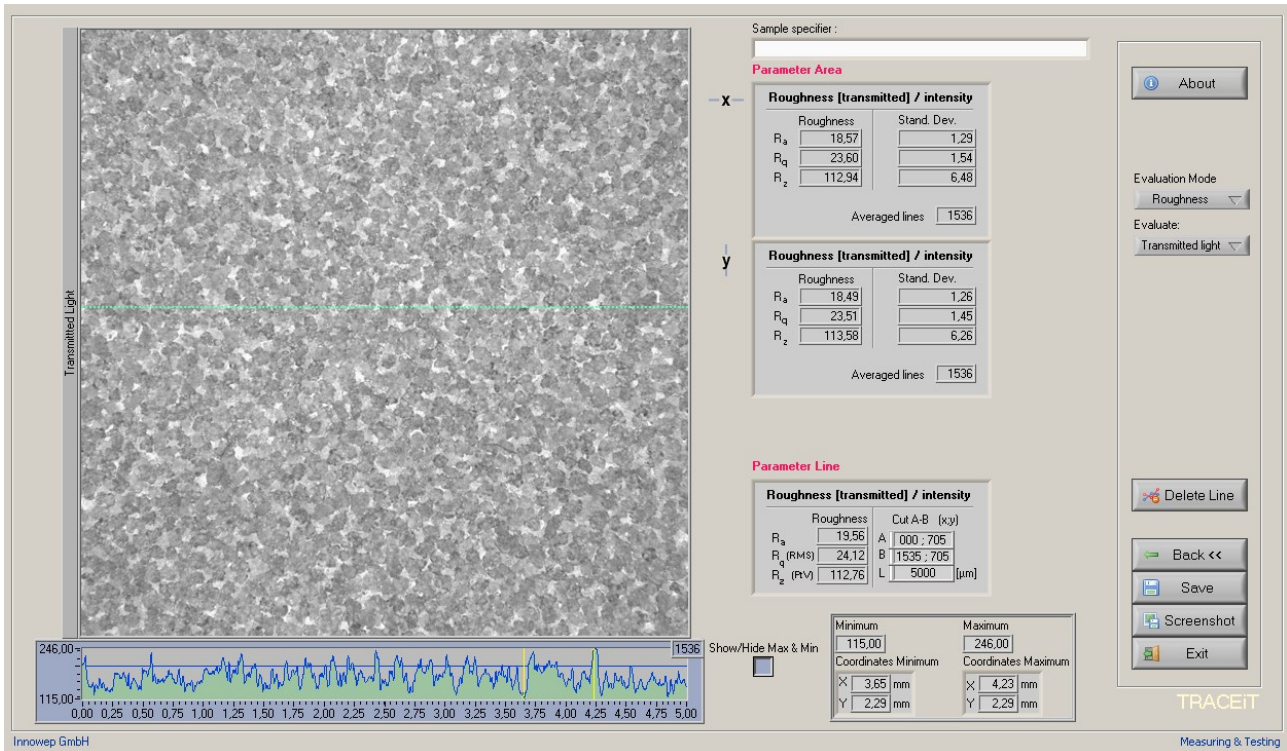 Sample specifier :
Parameter Area
x
Roughness [transmitted] / intensity
Roughness Stand. Dev.
Ra 18,57 1,29
Rq 23,60 1,54
Rz 112,94 6,48
Averaged lines 1536
y
Roughness [transmitted] / intensity
Roughness Stand. Dev.
Ra 18,49 1,26
Rq 23,51 1,45
Rz 113,58 6,26
Averaged lines 1536
Transmittted Light
Parameter Line
Roughness [transmitted] / intensity
Roughness Cut A-B (x;y)
Ra 19,56 A 000 ; 705
Rq (RMS) 24,12 B 1535 ; 705
Rz (PtV) 112,76 L 5000 [µm]
246,00
115,00
1536
0,00 0,25 0,50 0,75 1,00 1,25 1,50 1,75 2,00 2,25 2,50 2,75 3,00 3,25 3,50 3,75 4,00 4,25 4,50 4,75 5,00
Show/Hide Max & Min
Minimum Maximum
115,00 246,00
Coordinates Minimum Coordinates Maximum
X 3,65 mm X 4,23 mm
Y 2,29 mm Y 2,29 mm
About
Evaluation Mode
Roughness
Evaluate:
Transmitted light
Delete Line
Back <<
Save
Screenshot
Exit
TRACEiT
Innowep GmbH
Measuring & Testing